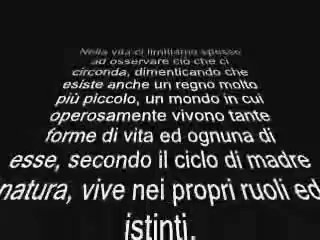 Nella vita ci limitiamo spesso
ad osservare ciò che ci
circonda, dimenticando che
esiste anche un regno molto
più piccolo, un mondo in cui
operosamente vivono tante
forme di vita ed ognuna di
esse, secondo il ciclo di madre
natura, vive nei propri ruoli ed
istinti.